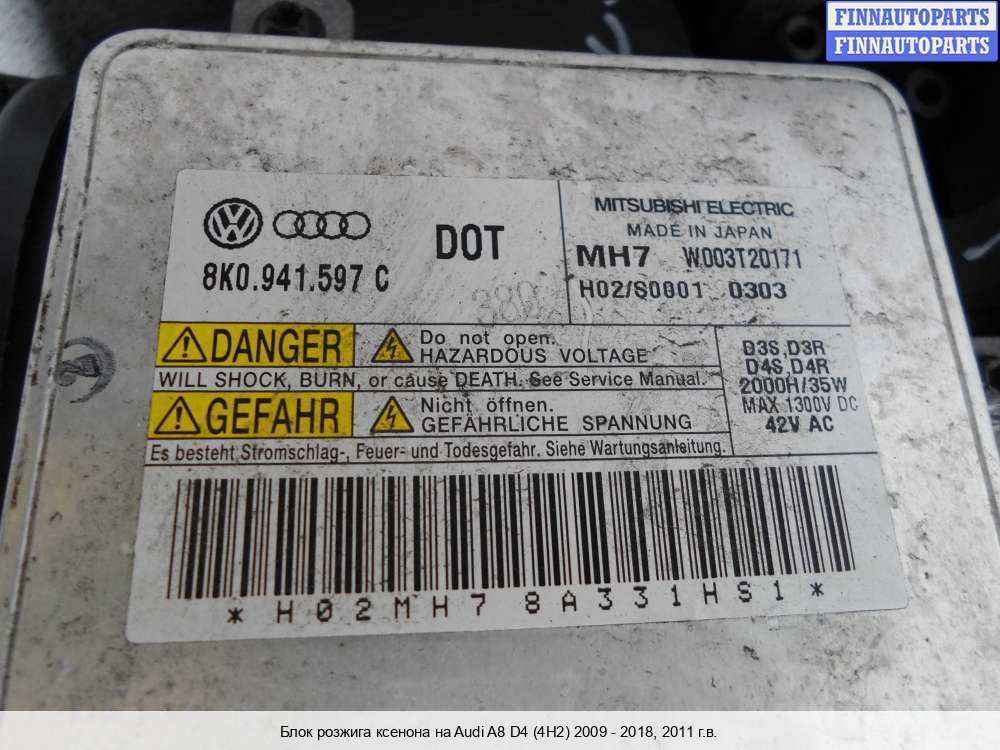 FINNAUTOPARTS
FINNAUTOPARTS
DOT
8K0.941.597 C
MITSUBISHI ELECTRIC
MADE IN JAPAN
MH7 W003T20171
H02/S0001 0303
DANGER
Do not open.
HAZARDOUS VOLTAGE
WILL SHOCK, BURN, or cause DEATH. See Service Manual.
GEFAHR
Nicht öffnen.
GEFÄHRLICHE SPANNUNG
Es besteht Stromschlag-, Feuer- und Todesgefahr. Siehe Wartungsanleitung.
D3S,D3R
D4S,D4R
2000H/35W
MAX 1300V DC
42V AC
*H02MH78A331HS1*
Блок розжига ксенона на Audi A8 D4 (4H2) 2009 - 2018, 2011 г.в.